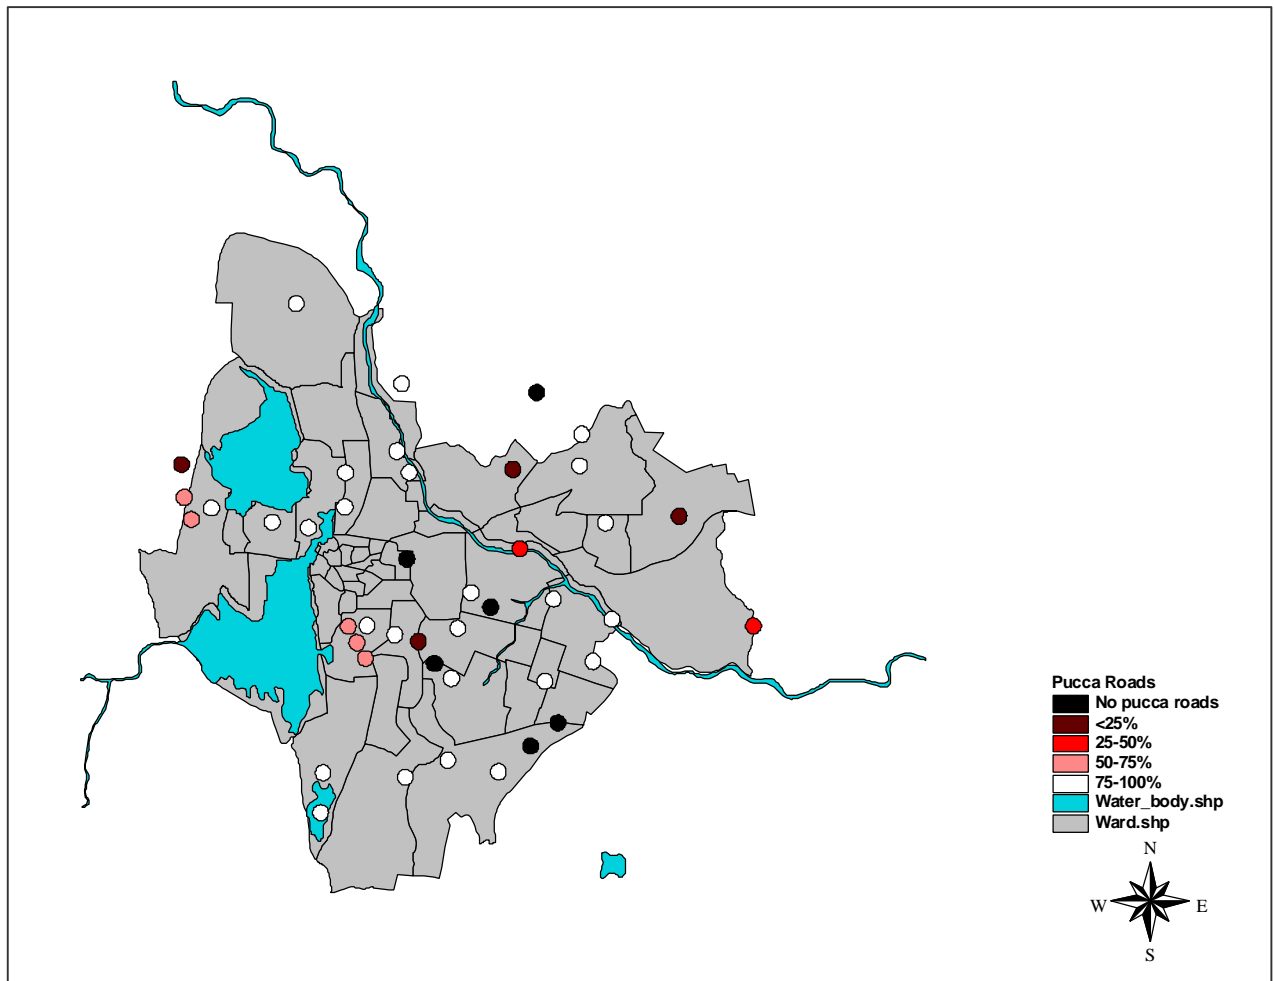 Pucca Roads
No pucca roads
<25%
25-50%
50-75%
75-100%
Water_body.shp
Ward.shp
N
W E
S